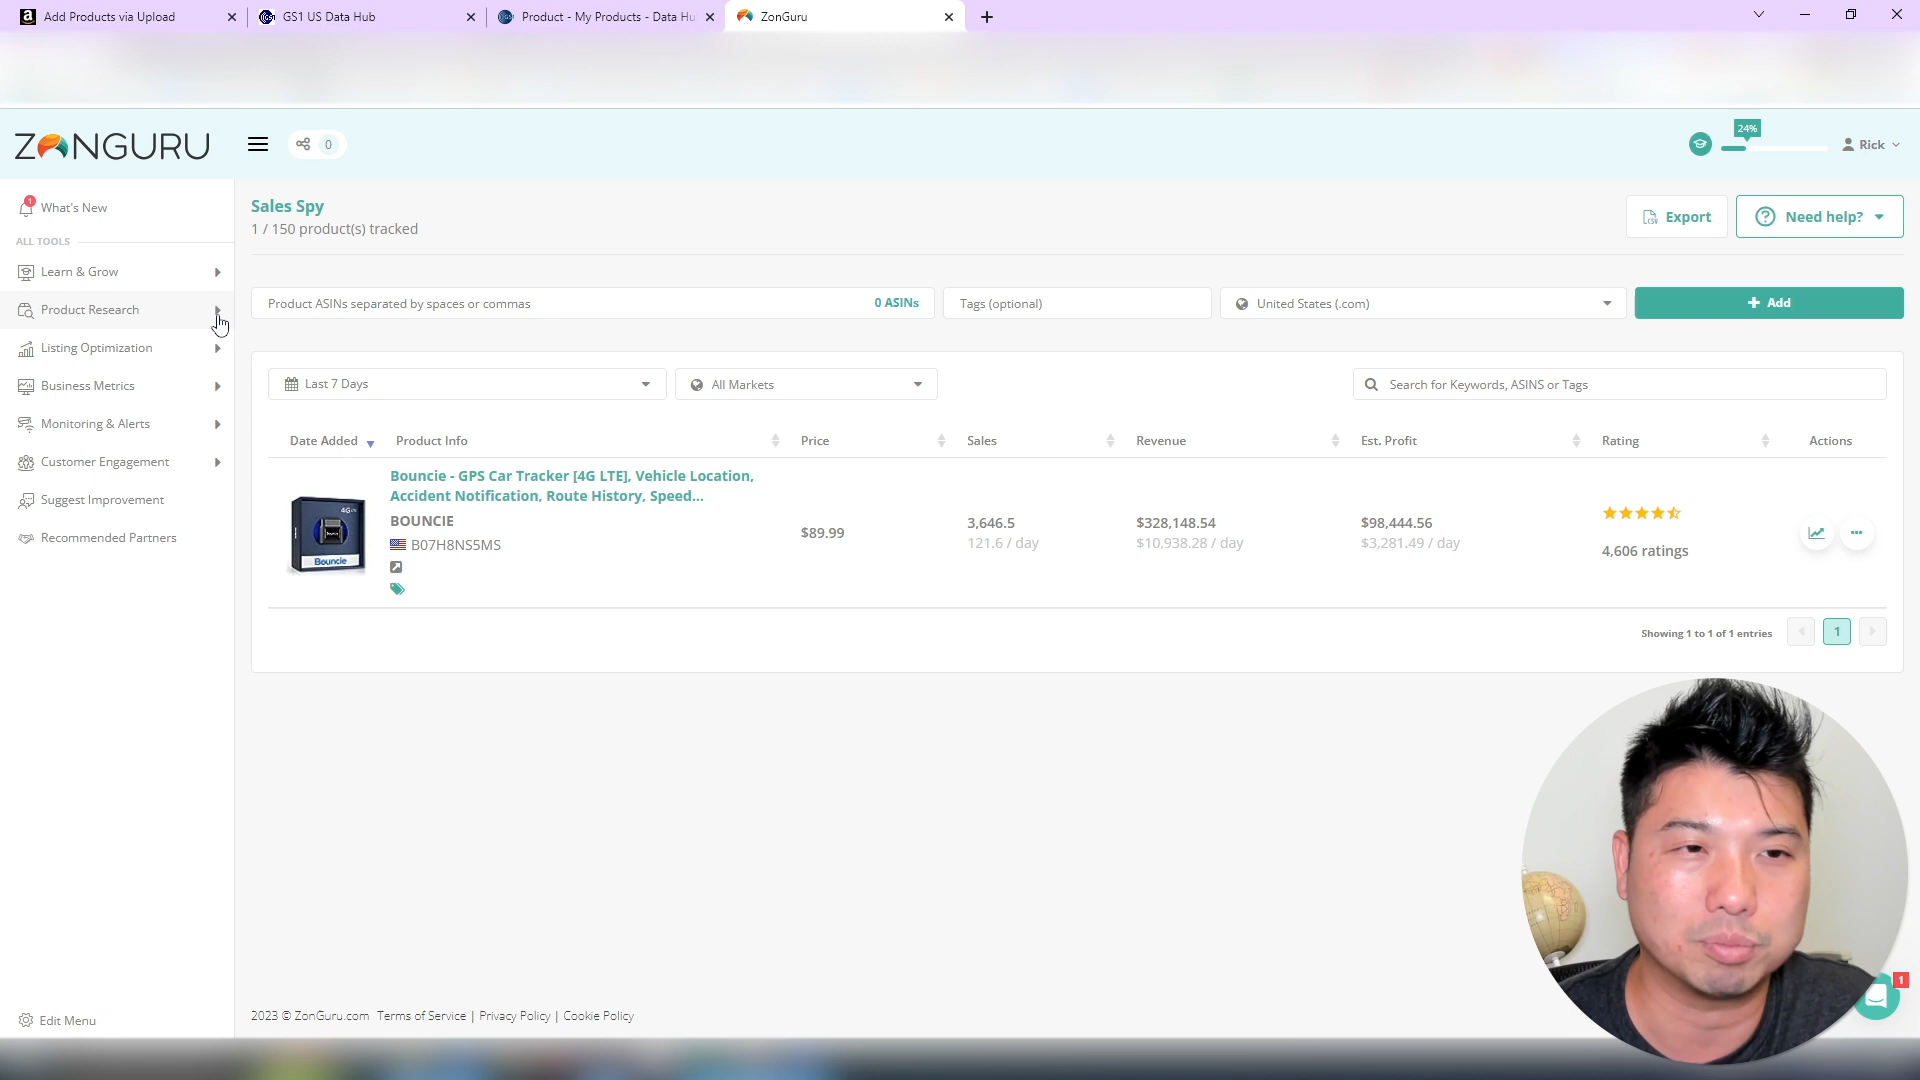 Add Products via Upload
GS1 US Data Hub
Product - My Products - Data Hu
ZonGuru
ZONGURU
0
24%
Rick
1
What's New
ALL TOOLS
Learn & Grow
Product Research
Listing Optimization
Business Metrics
Monitoring & Alerts
Customer Engagement
Suggest Improvement
Recommended Partners
Edit Menu
Sales Spy
1 / 150 product(s) tracked
CSV
Export
Need help?
Product ASINs separated by spaces or commas
0 ASINs
Tags (optional)
United States (.com)
+ Add
Last 7 Days
All Markets
Search for Keywords, ASINS or Tags
Date Added
Product Info
Price
Sales
Revenue
Est. Profit
Rating
Actions
4G LTE
Bouncie
Bouncie - GPS Car Tracker [4G LTE], Vehicle Location,
Accident Notification, Route History, Speed...
BOUNCIE
B07H8NS5MS
$89.99
3,646.5
121.6 / day
$328,148.54
$10,938.28 / day
$98,444.56
$3,281.49 / day
4,606 ratings
Showing 1 to 1 of 1 entries
1
1
2023 © ZonGuru.com Terms of Service | Privacy Policy | Cookie Policy